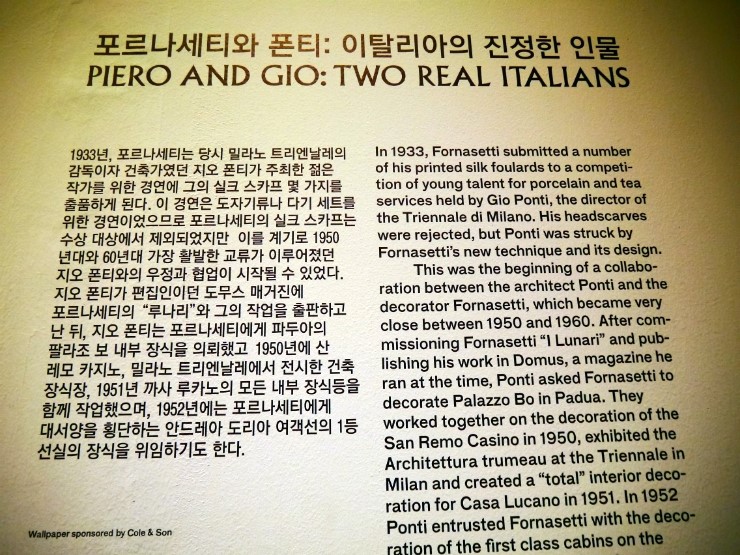 포르나세티와 폰티: 이탈리아의 진정한 인물
PIERO AND GIO: TWO REAL ITALIANS
1933년, 포르나세티는 당시 밀라노 트리엔날레의
감독이자 건축가였던 지오 폰티가 주최한 젊은
작가를 위한 경연에 그의 실크 스카프 몇 가지를
출품하게 된다. 이 경연은 도자기류나 다기 세트를
위한 경연이었으므로 포르나세티의 실크 스카프는
수상 대상에서 제외되었지만 이를 계기로 1950
년대와 60년대 가장 활발한 교류가 이루어졌던
지오 폰티와의 우정과 협업이 시작될 수 있었다.
지오 폰티가 편집인이던 도무스 매거진에
포르나세티의 “루나리”와 그의 작업을 출판하고
난 뒤, 지오 폰티는 포르나세티에게 파두아의
팔라조 보 내부 장식을 의뢰했고 1950년에 산
레모 카지노, 밀라노 트리엔날레에서 전시한 건축
장식장, 1951년 까사 루카노의 모든 내부 장식등을
함께 작업했으며, 1952년에는 포르나세티에게
대서양을 횡단하는 안드레아 도리아 여객선의 1등
선실의 장식을 위임하기도 한다.
In 1933, Fornasetti submitted a number
of his printed silk foulards to a competi-
tion of young talent for porcelain and tea
services held by Gio Ponti, the director of
the Triennale di Milano. His headscarves
were rejected, but Ponti was struck by
Fornasetti’s new technique and its design.
This was the beginning of a collabo-
ration between the architect Ponti and the
decorator Fornasetti, which became very
close between 1950 and 1960. After com-
missioning Fornasetti “I Lunari” and pub-
lishing his work in Domus, a magazine he
ran at the time, Ponti asked Fornasetti to
decorate Palazzo Bo in Padua. They
worked together on the decoration of the
San Remo Casino in 1950, exhibited the
Architettura trumeau at the Triennale in
Milan and created a “total” interior deco-
ration for Casa Lucano in 1951. In 1952
Ponti entrusted Fornasetti with the deco-
ration of the first class cabins on the
Wallpaper sponsored by Cole & Son